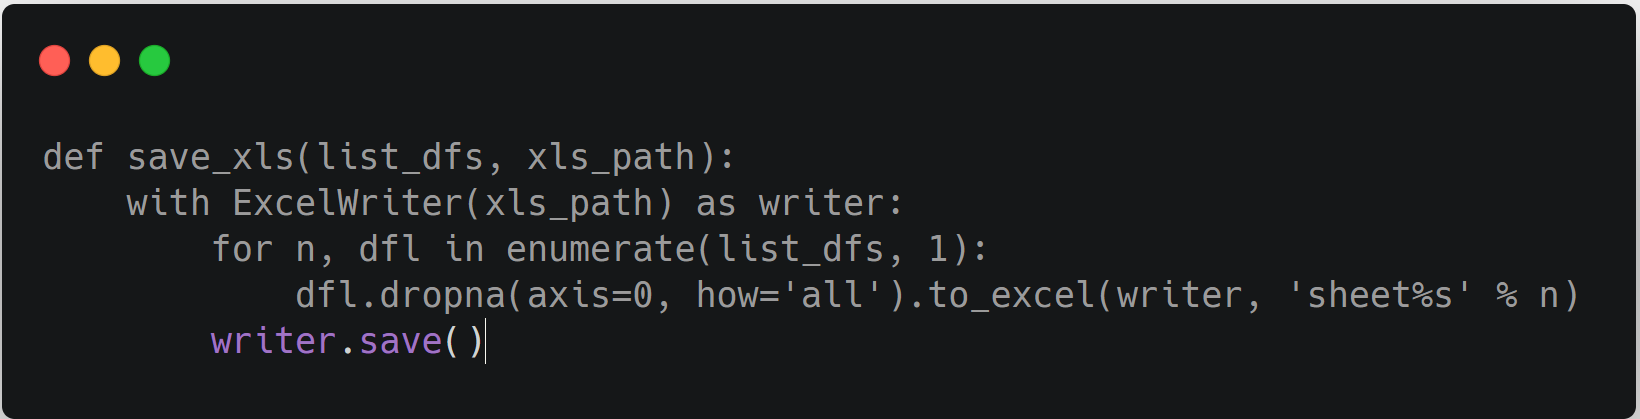 def save_xls(list_dfs, xls_path):
    with ExcelWriter(xls_path) as writer:
        for n, dfl in enumerate(list_dfs, 1):
            dfl.dropna(axis=0, how='all').to_excel(writer, 'sheet%s' % n)
        writer.save()